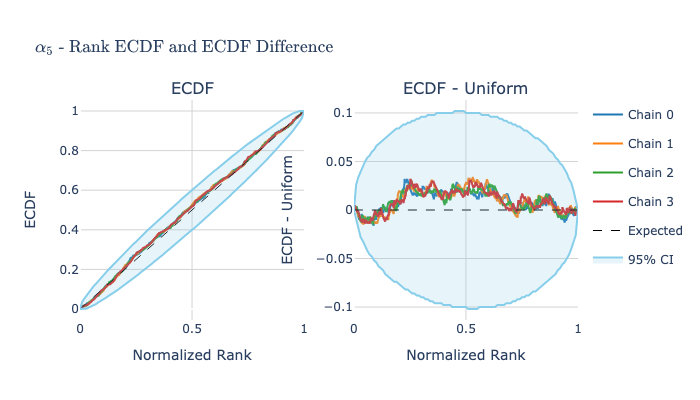 α₅ - Rank ECDF and ECDF Difference
ECDF
ECDF
1
0.8
0.6
0.4
0.2
0
0
0.5
1
Normalized Rank
ECDF - Uniform
ECDF - Uniform
0.1
0.05
0
−0.05
−0.1
0
0.5
1
Normalized Rank
Chain 0
Chain 1
Chain 2
Chain 3
Expected
95% CI